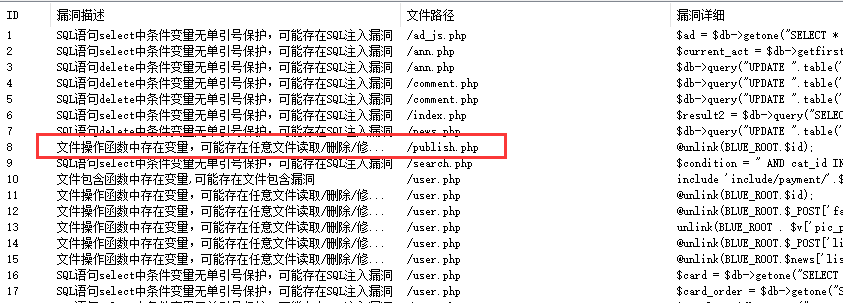 ID 漏洞描述 文件路径 漏洞详细
1 SQL语句select中条件变量无单引号保护，可能存在SQL注入漏洞 /ad_js.php $ad = $db->getone("SELECT *
2 SQL语句select中条件变量无单引号保护，可能存在SQL注入漏洞 /ann.php $current_act = $db->getfirst
3 SQL语句delete中条件变量无单引号保护，可能存在SQL注入漏洞 /ann.php $db->query("UPDATE ".table('
4 SQL语句delete中条件变量无单引号保护，可能存在SQL注入漏洞 /comment.php $db->query("UPDATE ".table('
5 SQL语句delete中条件变量无单引号保护，可能存在SQL注入漏洞 /comment.php $db->query("UPDATE ".table('
6 SQL语句select中条件变量无单引号保护，可能存在SQL注入漏洞 /index.php $result2 = $db->query("SELEC
7 SQL语句delete中条件变量无单引号保护，可能存在SQL注入漏洞 /news.php $db->query("UPDATE ".table('
8 文件操作函数中存在变量，可能存在任意文件读取/删除/修... /publish.php @unlink(BLUE_ROOT.$id);
9 SQL语句select中条件变量无单引号保护，可能存在SQL注入漏洞 /search.php $condition = " AND cat_id IN
10 文件包含函数中存在变量,可能存在文件包含漏洞 /user.php include 'include/payment/'.$
11 文件操作函数中存在变量，可能存在任意文件读取/删除/修... /user.php @unlink(BLUE_ROOT.$id);
12 文件操作函数中存在变量，可能存在任意文件读取/删除/修... /user.php @unlink(BLUE_ROOT.$_POST['fa
13 文件操作函数中存在变量，可能存在任意文件读取/删除/修... /user.php unlink(BLUE_ROOT . $v['pic_p
14 文件操作函数中存在变量，可能存在任意文件读取/删除/修... /user.php @unlink(BLUE_ROOT.$_POST['li
15 文件操作函数中存在变量，可能存在任意文件读取/删除/修... /user.php @unlink(BLUE_ROOT.$news['lis
16 SQL语句select中条件变量无单引号保护，可能存在SQL注入漏洞 /user.php $card = $db->getone("SELECT
17 SQL语句select中条件变量无单引号保护，可能存在SQL注入漏洞 /user.php $card_order = $db->getone("S